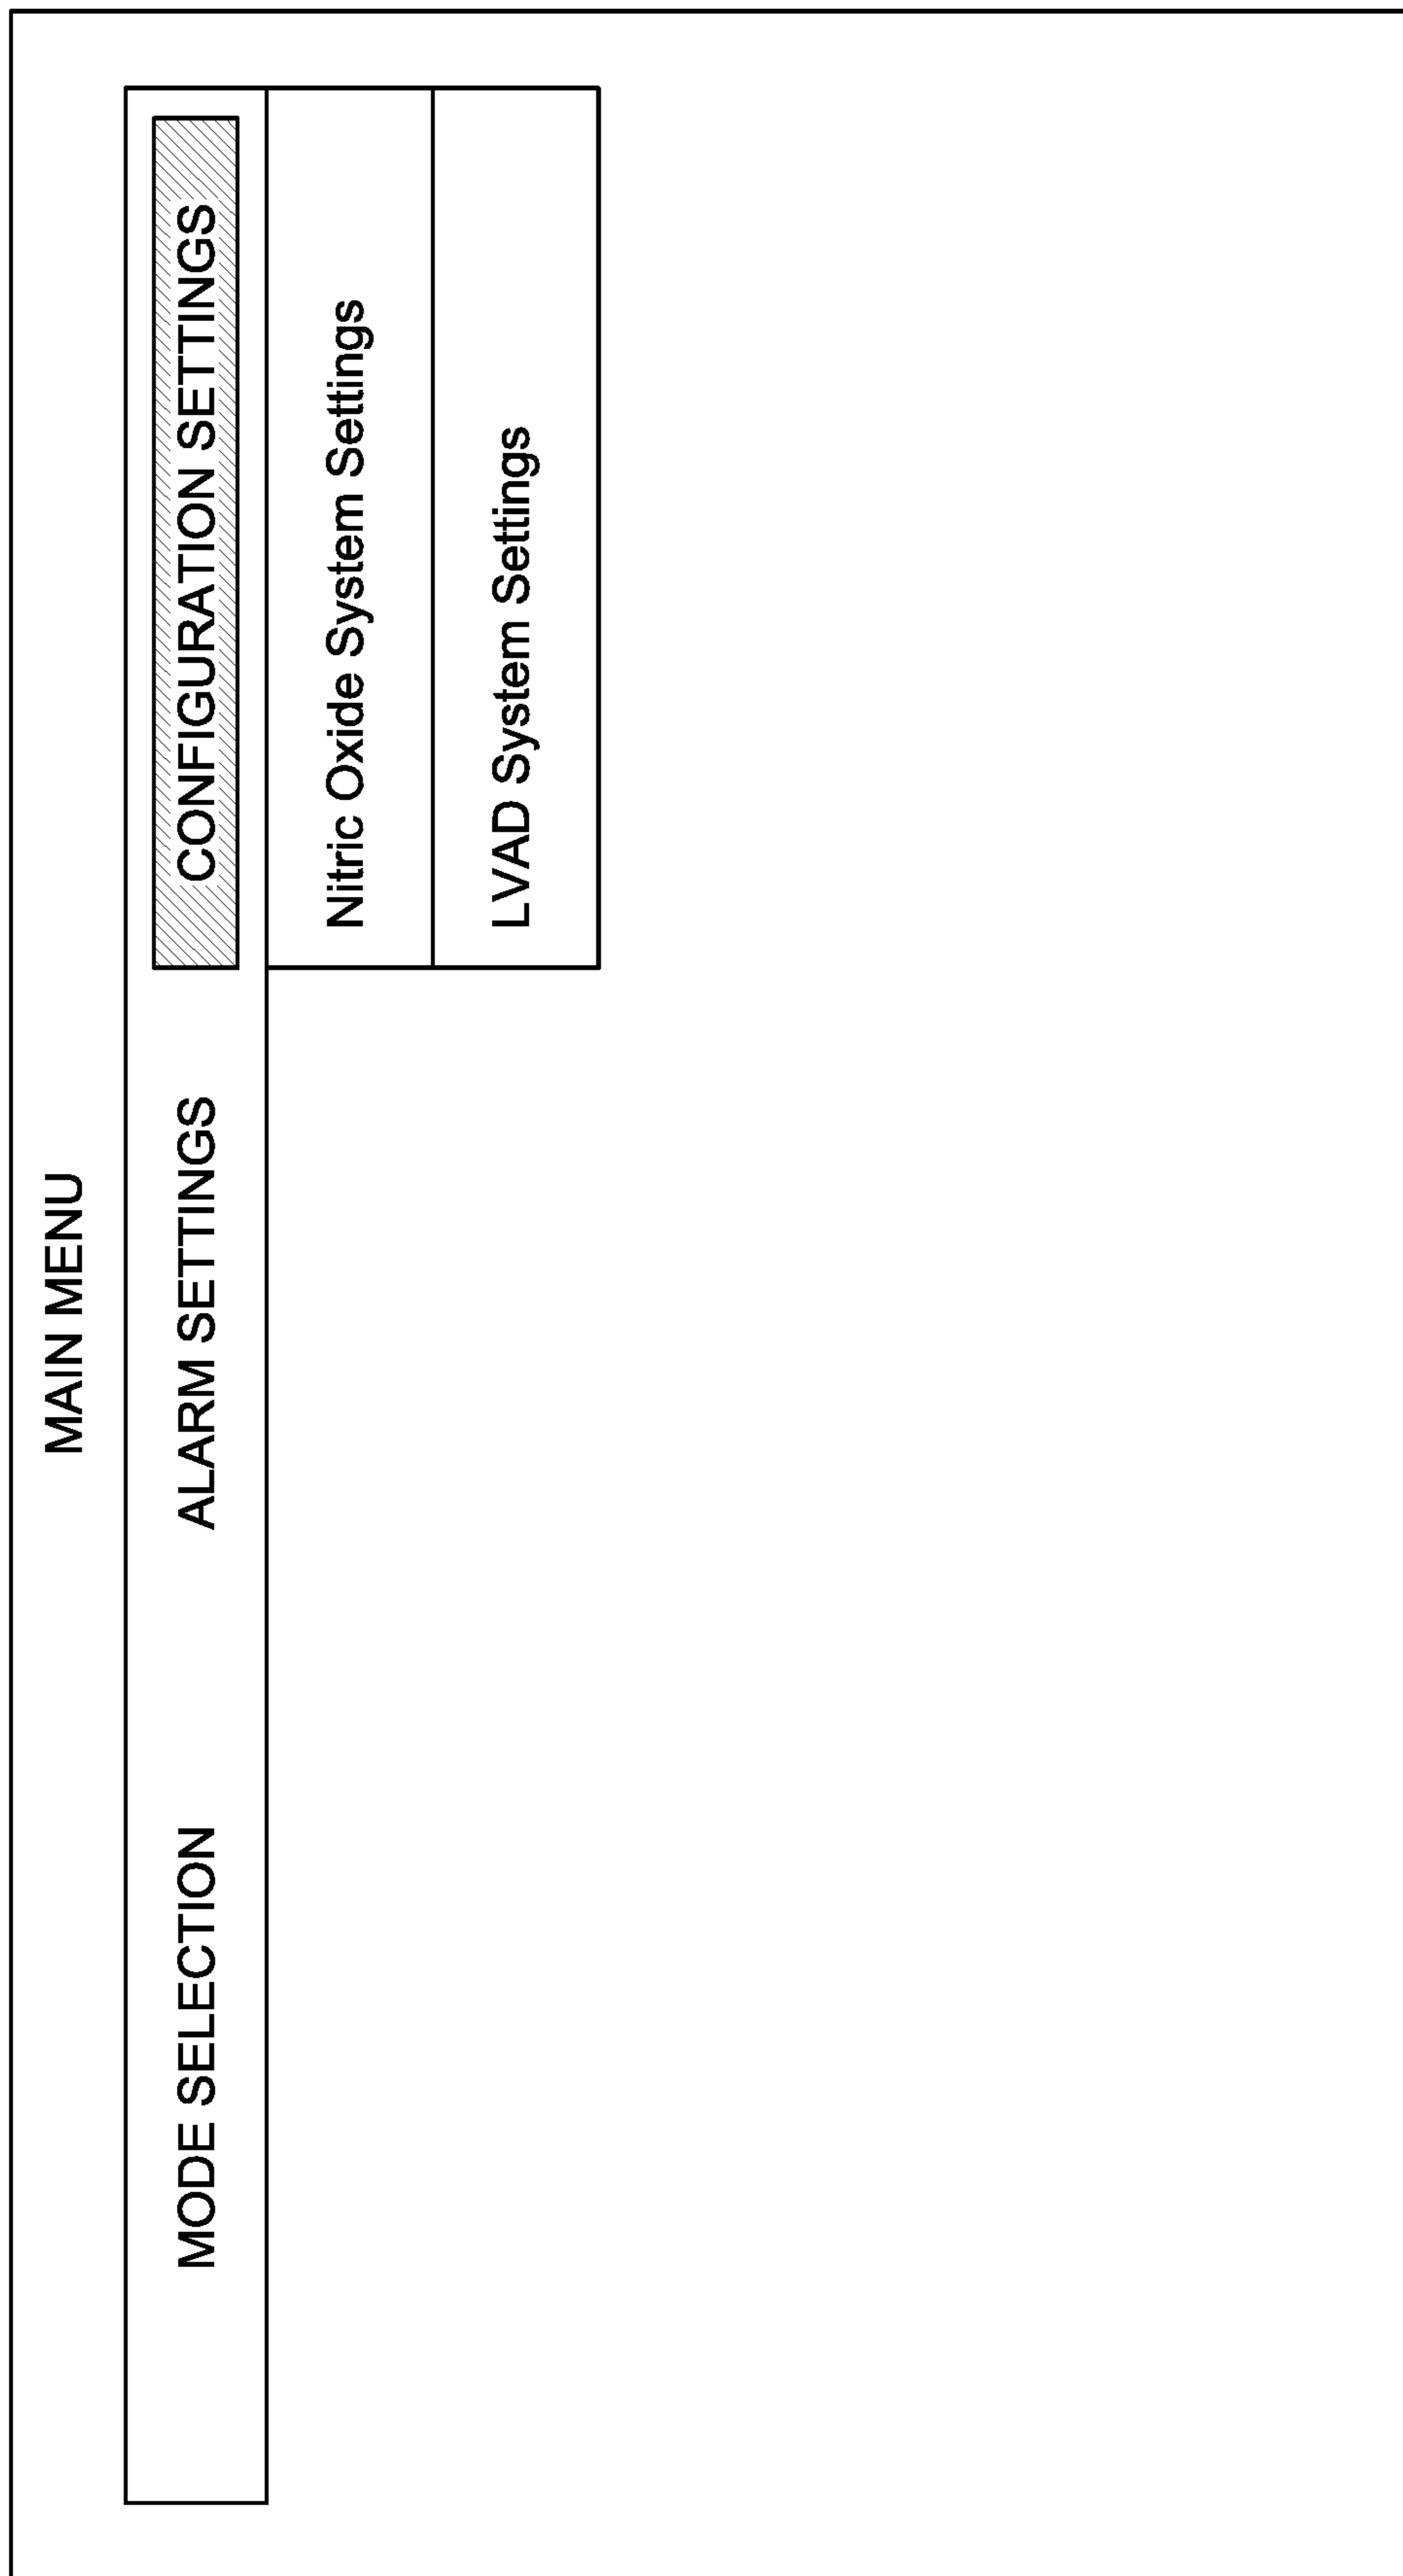 MAIN MENU
MODE SELECTION ALARM SETTINGS CONFIGURATION SETTINGS
Nitric Oxide System Settings
LVAD System Settings